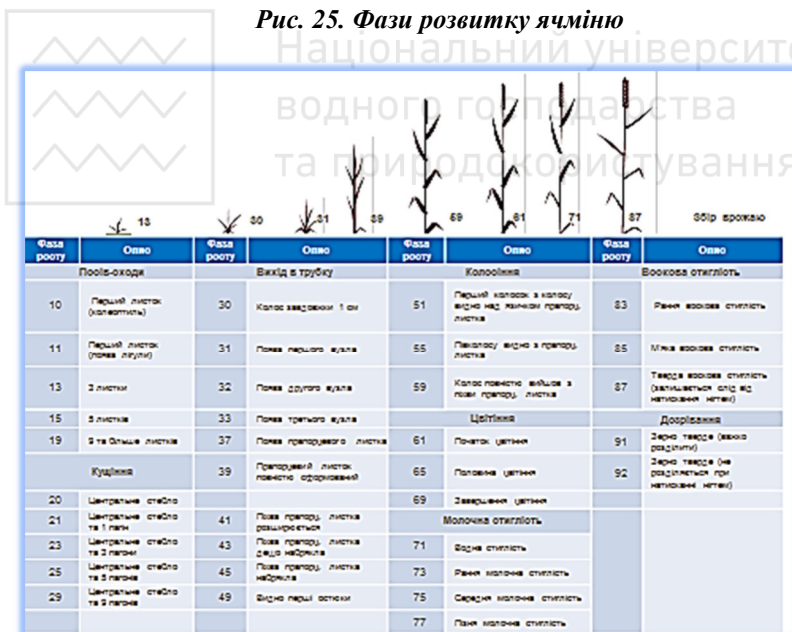 Рис. 25. Фази розвитку ячміню
Національний університе
водного господарства
та природокористування
13 30 31 39 59 61 71 87 Збір врожаю
Фаза росту Опис Фаза росту Опис Фаза росту Опис Фаза росту Опис
Посів-сходи Вихід в трубку Колосіння Воскова стиглість
10 Перший листок (колеоптиль) 30 Колос завдовжки 1 см 51 Перший колосок з колосу видно над язичком прапор. листка 83 Рання воскова стиглість
11 Перший листок (поява лігули) 31 Поява першого вузла 55 Півколосу видно з прапор. листка 85 М'яка воскова стиглість
13 3 листки 32 Поява другого вузла 59 Колос повністю вийшов з піхви прапор. листка 87 Тверда воскова стиглість (залишається слід від натискання нігтем)
15 5 листків 33 Поява третього вузла Цвітіння Дозрівання
19 9 та більше листків 37 Поява прапорцевого листка 61 Початок цвітіння 91 Зерно тверде (важко розділити)
Кущіння 39 Прапорцевий листок повністю сформований 65 Половина цвітіння 92 Зерно тверде (не розділяється при натисканні нігтем)
20 Центральне стебло 69 Завершення цвітіння
21 Центральне стебло та 1 пагін 41 Піхва прапор. листка розширюється Молочна стиглість
23 Центральне стебло та 3 пагони 43 Піхва прапор. листка дещо набрякла 71 Водна стиглість
25 Центральне стебло та 5 пагонів 45 Піхва прапор. листка набрякла 73 Рання молочна стиглість
29 Центральне стебло та 9 пагонів 49 Видно перші остюки 75 Середня молочна стиглість
77 Пізня молочна стиглість